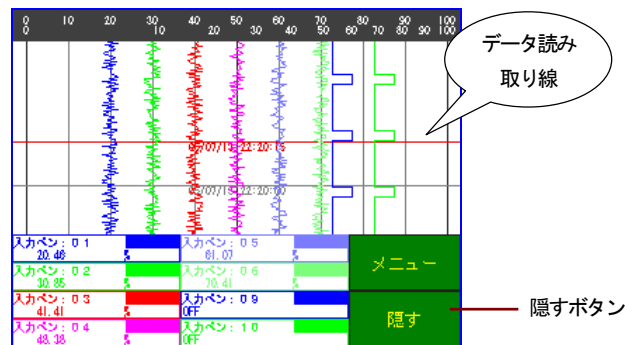 0 10 20 30 40 50 60 70 80 90 100
0 10 20 30 40 50 60 70 80 90 100
データ読み
取り線
22:20:15
22:20:00
入力ペン:01
20.46 %
入力ペン:05
61.07 %
メニュー
入力ペン:02
30.85 %
入力ペン:06
70.41 %
入力ペン:03
41.41 %
入力ペン:09
OFF
隠す
隠すボタン
入力ペン:04
48.38 %
入力ペン:10
OFF